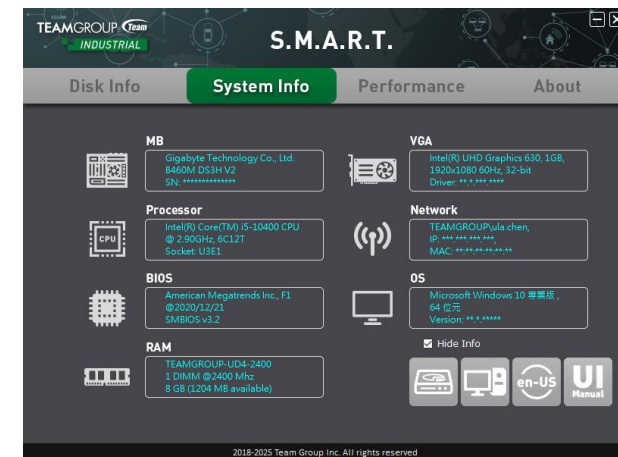 TEAMGROUP Team
INDUSTRIAL
S.M.A.R.T.
Disk Info
System Info
Performance
About
MB
Gigabyte Technology Co., Ltd.
B460M DS3H V2
SN: **************
Processor
Intel(R) Core(TM) i5-10400 CPU
@ 2.90GHz, 6C12T
Socket: U3E1
BIOS
American Megatrends Inc., F1
@2020/12/21
SMBIOS v3.2
RAM
TEAMGROUP-UD4-2400
1 DIMM @2400 Mhz
8 GB (1204 MB available)
VGA
Intel(R) UHD Graphics 630, 1GB,
1920x1080 60Hz, 32-bit
Driver: **.*.***.****
Network
TEAMGROUP\ula.chen,
IP: ***.***.***.***,
MAC: **:**:**:**:**:**
OS
Microsoft Windows 10 專業版 ,
64 位元
Version: **.*.*****
Hide Info
CPU
en-US
UI
Manual
2018-2025 Team Group Inc. All rights reserved